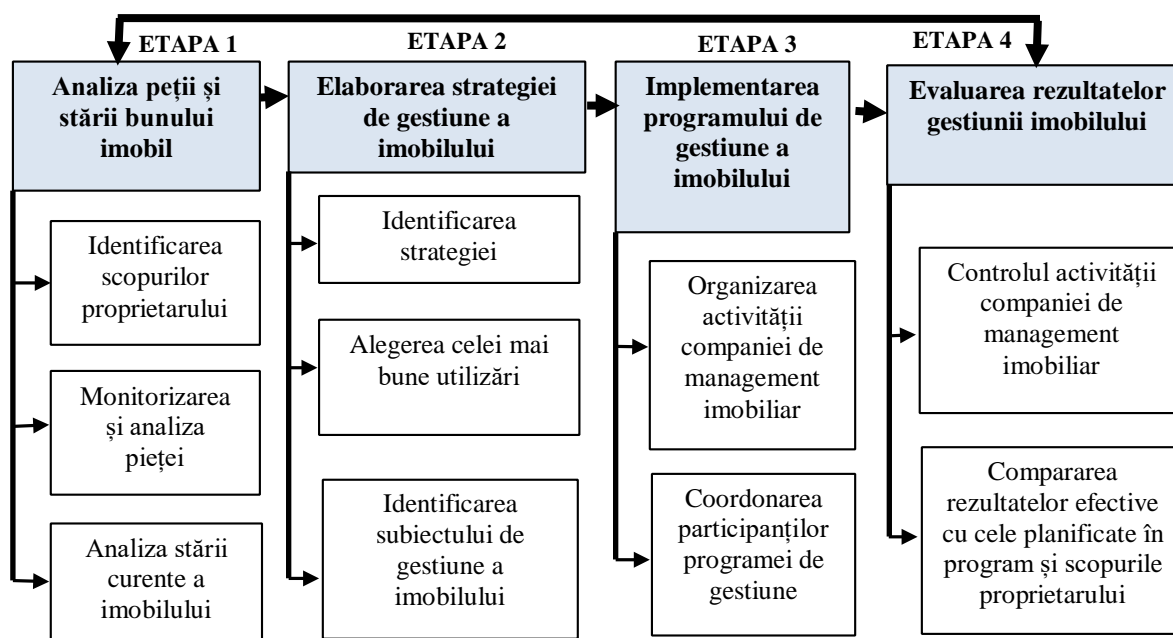 ETAPA 1
Analiza peții și
stării bunului
imobil
Identificarea
scopurilor
proprietarului
Monitorizarea
și analiza
pieței
Analiza stării
curente a
imobilului
ETAPA 2
Elaborarea strategiei
de gestiune a
imobilului
Identificarea
strategiei
Alegerea celei mai
bune utilizări
Identificarea
subiectului de
gestiune a
imobilului
ETAPA 3
Implementarea
programului de
gestiune a
imobilului
Organizarea
activității
companiei de
management
imobiliar
Coordonarea
participanților
programei de
gestiune
ETAPA 4
Evaluarea rezultatelor
gestiunii imobilului
Controlul activității
companiei de
management
imobiliar
Compararea
rezultatelor efective
cu cele planificate în
program și scopurile
proprietarului